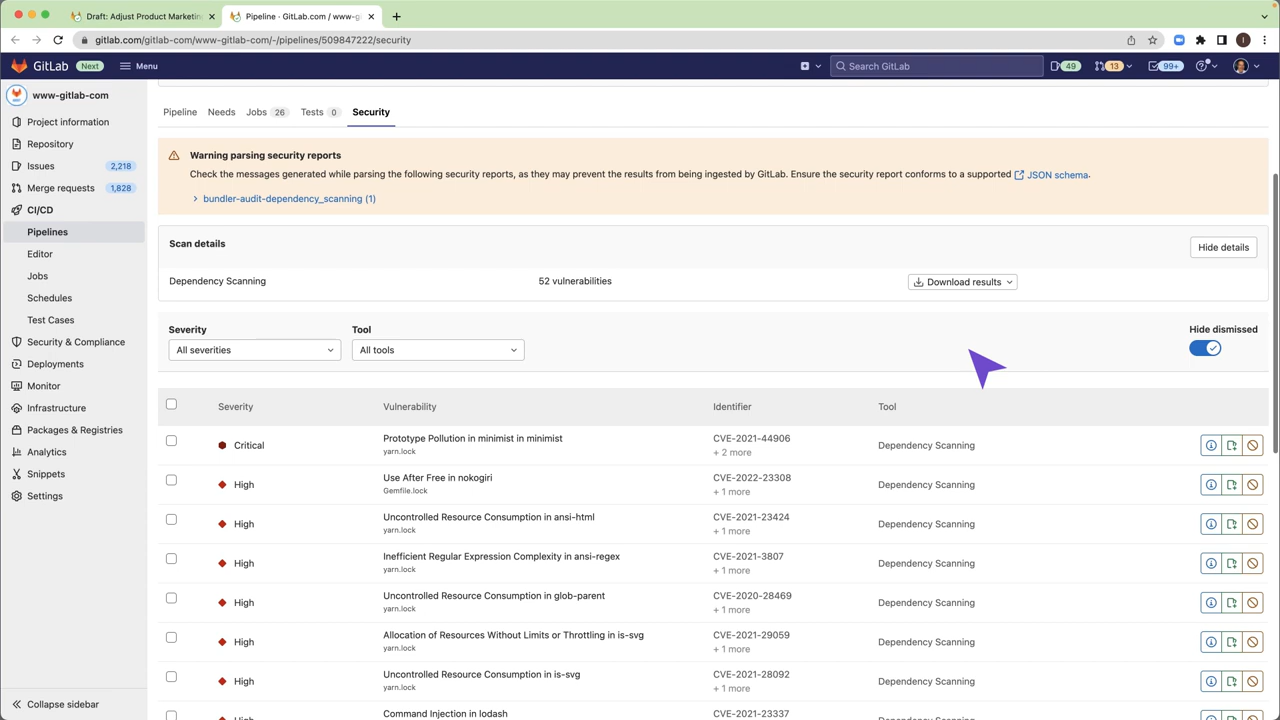 Draft: Adjust Product Marketin
Pipeline · GitLab.com / www-g
gitlab.com/gitlab-com/www-gitlab-com/-/pipelines/509847222/security
GitLab Next Menu Search GitLab 49 13 99+
www-gitlab-com
Project information
Repository
Issues 2,218
Merge requests 1,828
CI/CD
Pipelines
Editor
Jobs
Schedules
Test Cases
Security & Compliance
Deployments
Monitor
Infrastructure
Packages & Registries
Analytics
Snippets
Settings
Collapse sidebar
Pipeline Needs Jobs 26 Tests 0 Security
Warning parsing security reports
Check the messages generated while parsing the following security reports, as they may prevent the results from being ingested by GitLab. Ensure the security report conforms to a supported JSON schema.
bundler-audit-dependency_scanning (1)
Scan details Hide details
Dependency Scanning 52 vulnerabilities Download results
Severity Tool Hide dismissed
All severities All tools
Severity Vulnerability Identifier Tool
Critical Prototype Pollution in minimist in minimist CVE-2021-44906 Dependency Scanning
yarn.lock + 2 more
High Use After Free in nokogiri CVE-2022-23308 Dependency Scanning
Gemfile.lock + 1 more
High Uncontrolled Resource Consumption in ansi-html CVE-2021-23424 Dependency Scanning
yarn.lock + 1 more
High Inefficient Regular Expression Complexity in ansi-regex CVE-2021-3807 Dependency Scanning
yarn.lock + 1 more
High Uncontrolled Resource Consumption in glob-parent CVE-2020-28469 Dependency Scanning
yarn.lock + 1 more
High Allocation of Resources Without Limits or Throttling in is-svg CVE-2021-29059 Dependency Scanning
yarn.lock + 1 more
High Uncontrolled Resource Consumption in is-svg CVE-2021-28092 Dependency Scanning
yarn.lock + 1 more
High Command Injection in lodash CVE-2021-23337 Dependency Scanning